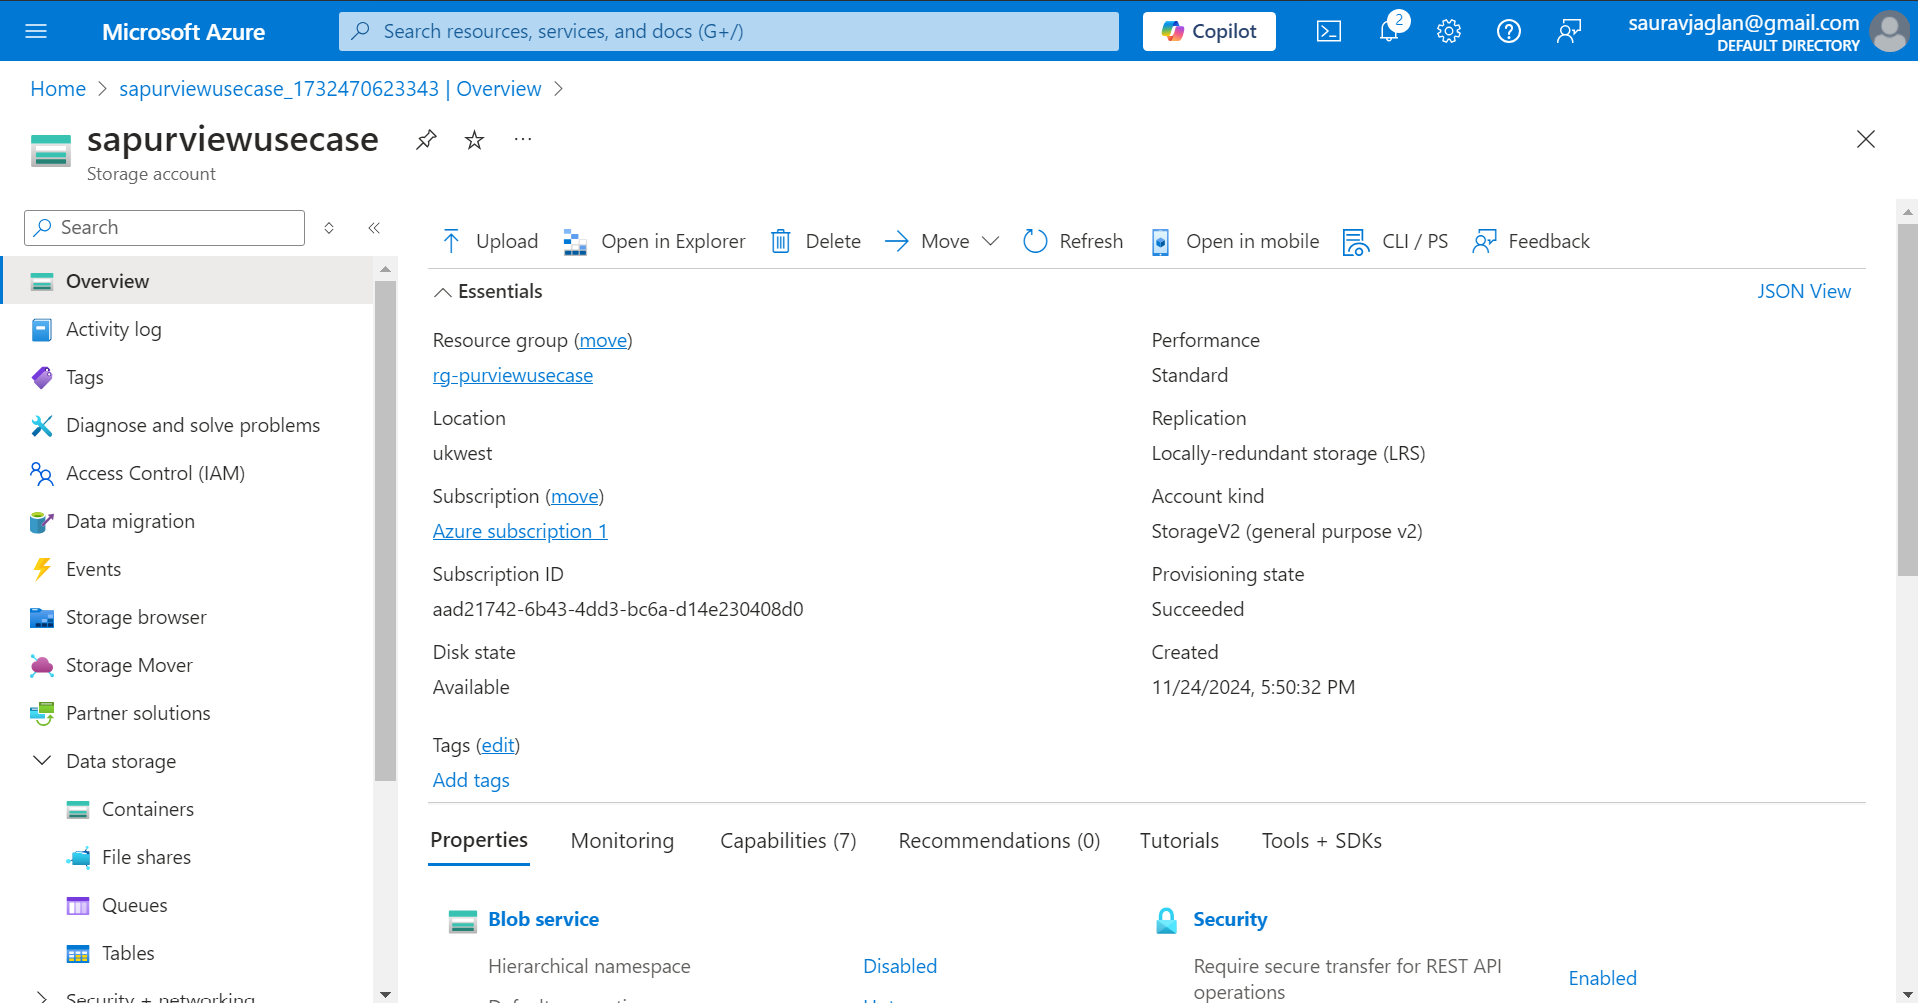 Microsoft Azure
Search resources, services, and docs (G+/)
Copilot
2
sauravjaglan@gmail.com
DEFAULT DIRECTORY
Home > sapurviewusecase_1732470623343 | Overview >
sapurviewusecase
Storage account
Search
Upload
Open in Explorer
Delete
Move
Refresh
Open in mobile
CLI / PS
Feedback
Overview
Activity log
Tags
Diagnose and solve problems
Access Control (IAM)
Data migration
Events
Storage browser
Storage Mover
Partner solutions
Data storage
Containers
File shares
Queues
Tables
Security + networking
Essentials
JSON View
Resource group (move)
rg-purviewusecase
Location
ukwest
Subscription (move)
Azure subscription 1
Subscription ID
aad21742-6b43-4dd3-bc6a-d14e230408d0
Disk state
Available
Performance
Standard
Replication
Locally-redundant storage (LRS)
Account kind
StorageV2 (general purpose v2)
Provisioning state
Succeeded
Created
11/24/2024, 5:50:32 PM
Tags (edit)
Add tags
Properties
Monitoring
Capabilities (7)
Recommendations (0)
Tutorials
Tools + SDKs
Blob service
Hierarchical namespace
Disabled
Security
Require secure transfer for REST API
operations
Enabled